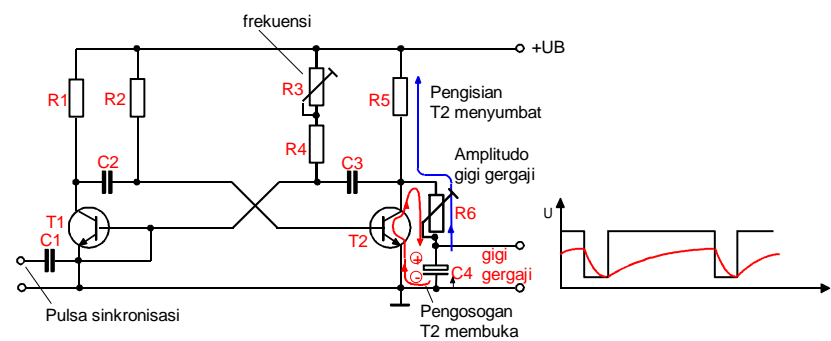 frekuensi
+UB
R1
R2
R3
R5
Pengisian
T2 menyumbat
R4
C2
C3
Amplitudo
gigi gergaji
T1
T2
R6
U
C1
gigi
gergaji
+
-
C4
Pulsa sinkronisasi
Pengosogan
T2 membuka